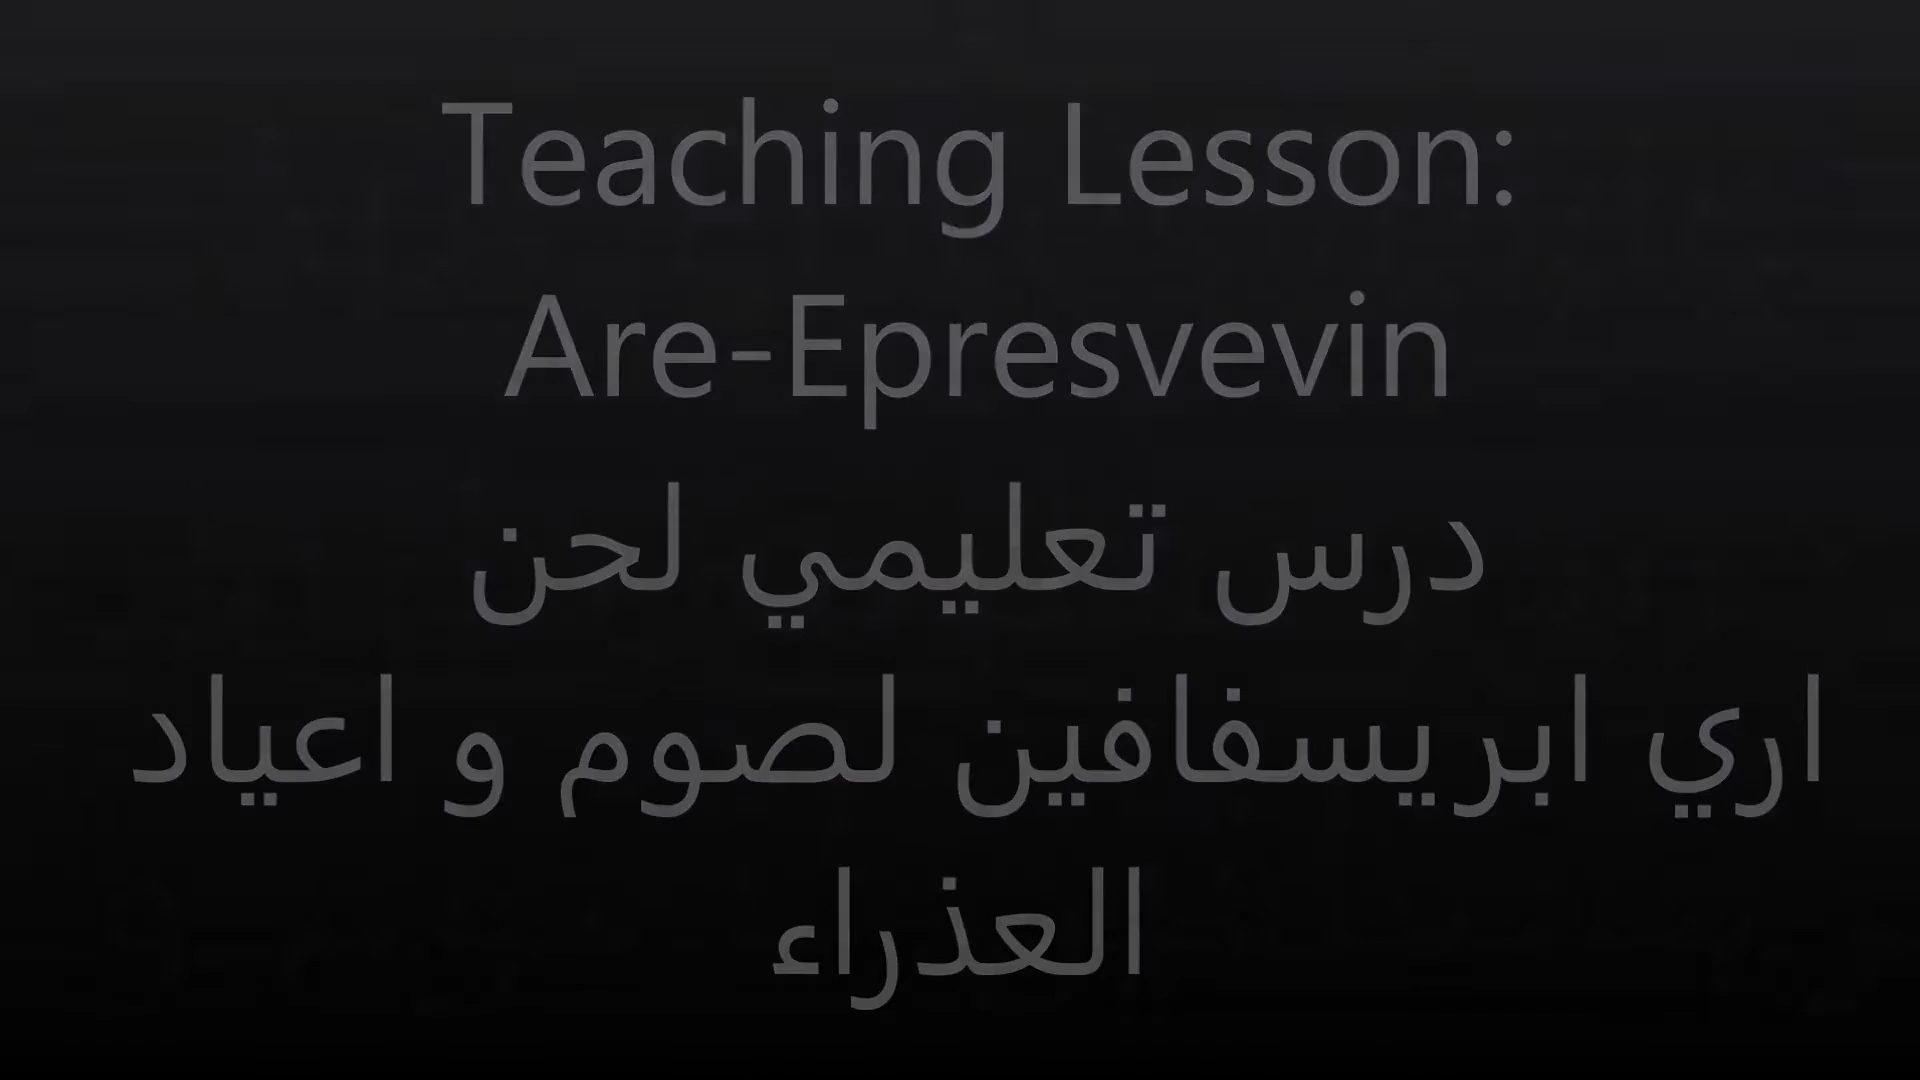 Teaching Lesson:
Are-Epresvevin
درس تعليمي لحن
اري ابريسفافين لصوم و اعياد
العذراء